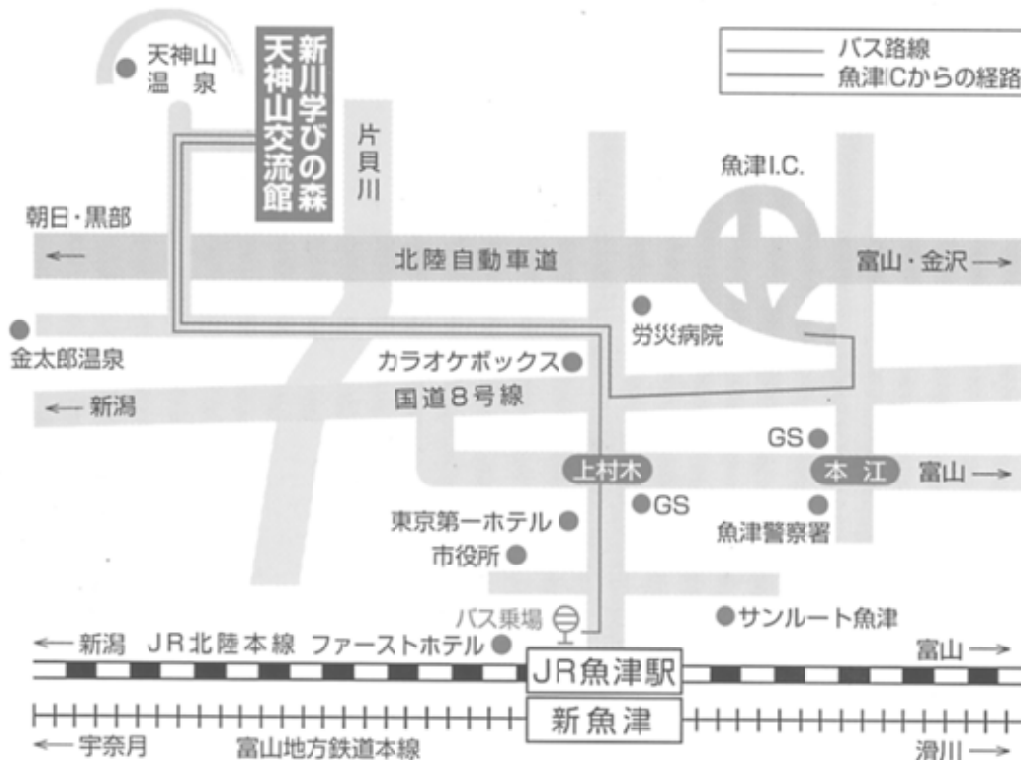 天神山
温泉
新川学びの森
天神山交流館
片貝川
バス路線
魚津ICからの経路
魚津I.C.
朝日・黒部
←
北陸自動車道
富山・金沢→
労災病院
金太郎温泉
カラオケボックス
国道8号線
←新潟
GS
上村木
本江
富山→
東京第一ホテル
GS
魚津警察署
市役所
バス乗場
サンルート魚津
←新潟
JR北陸本線
ファーストホテル
富山
→
JR魚津駅
新魚津
←宇奈月
富山地方鉄道本線
滑川
→